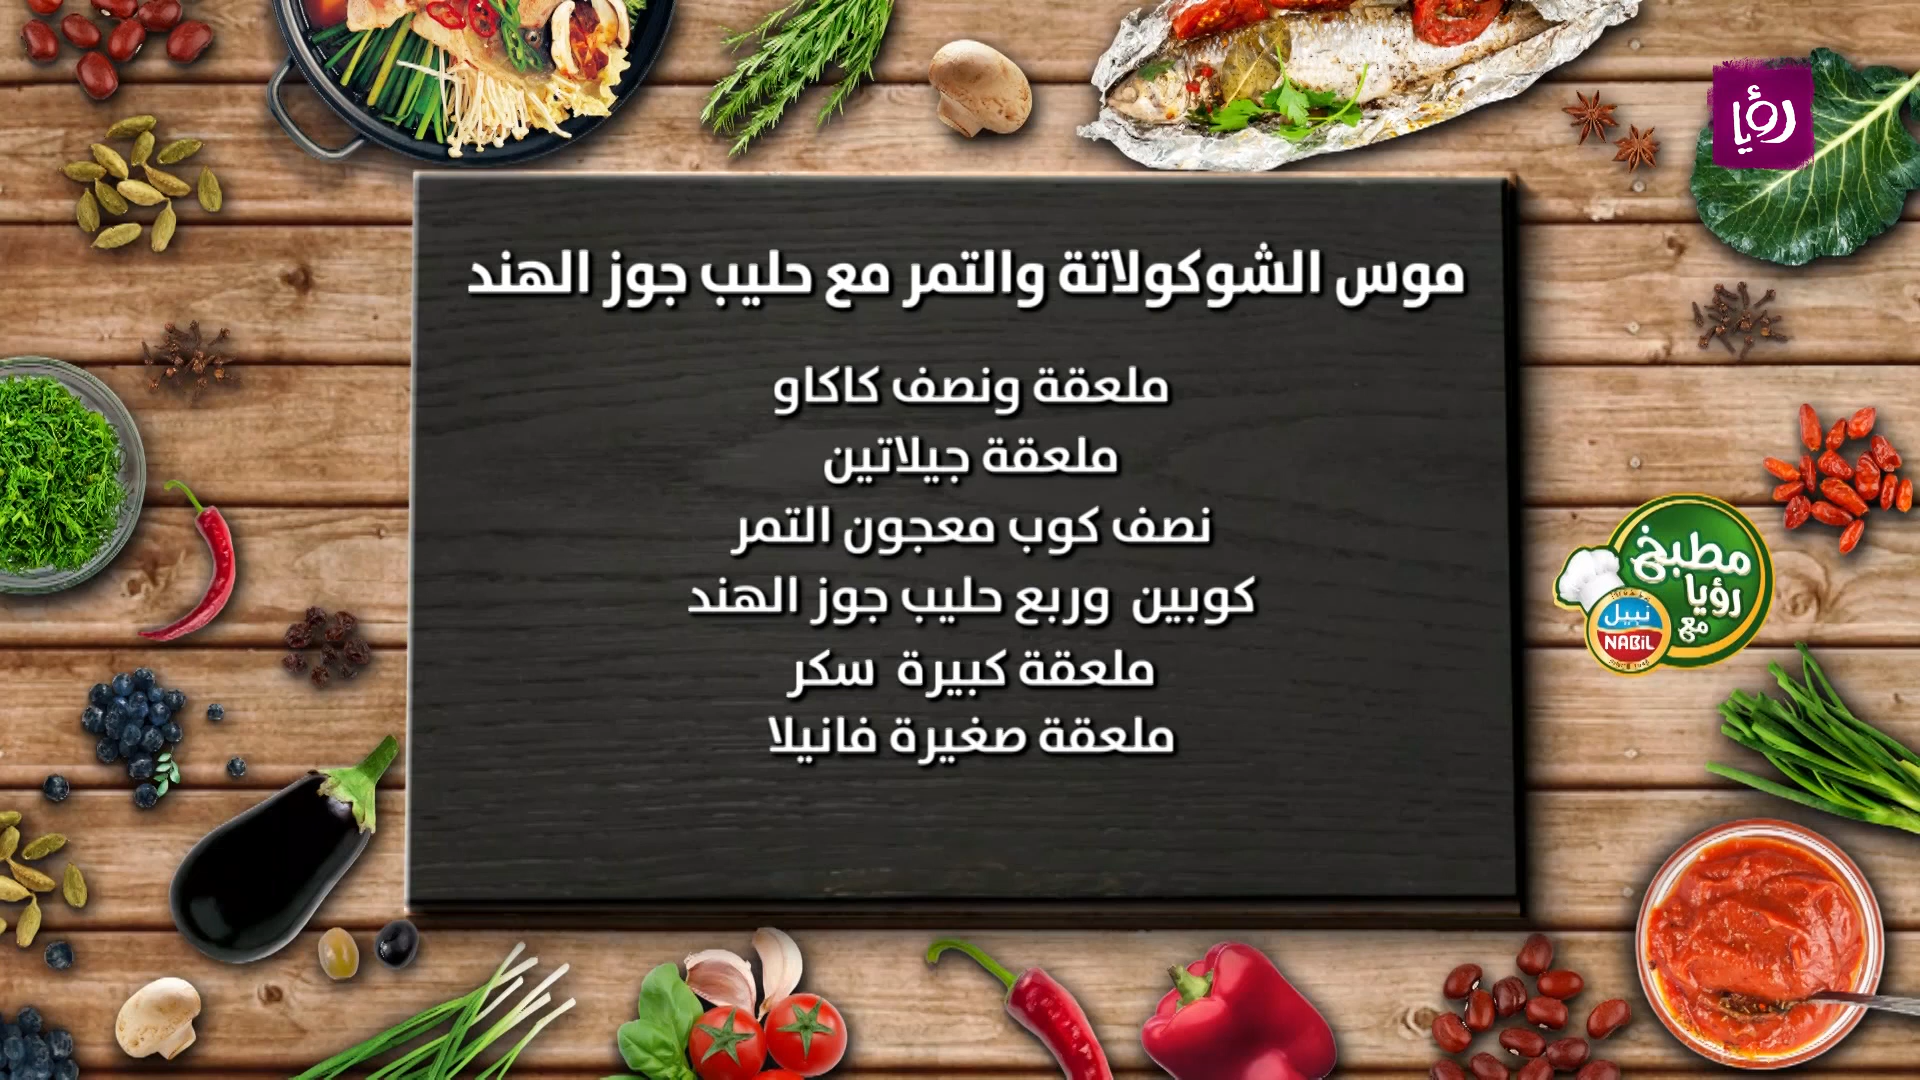 رؤيا
موس الشوكولاتة والتمر مع حليب جوز الهند
ملعقة ونصف كاكاو
ملعقة جيلاتين
نصف كوب معجون التمر
كوبين وربع حليب جوز الهند
ملعقة كبيرة سكر
ملعقة صغيرة فانيلا
مطبخ
رؤيا
مع
نبيل
NABIL